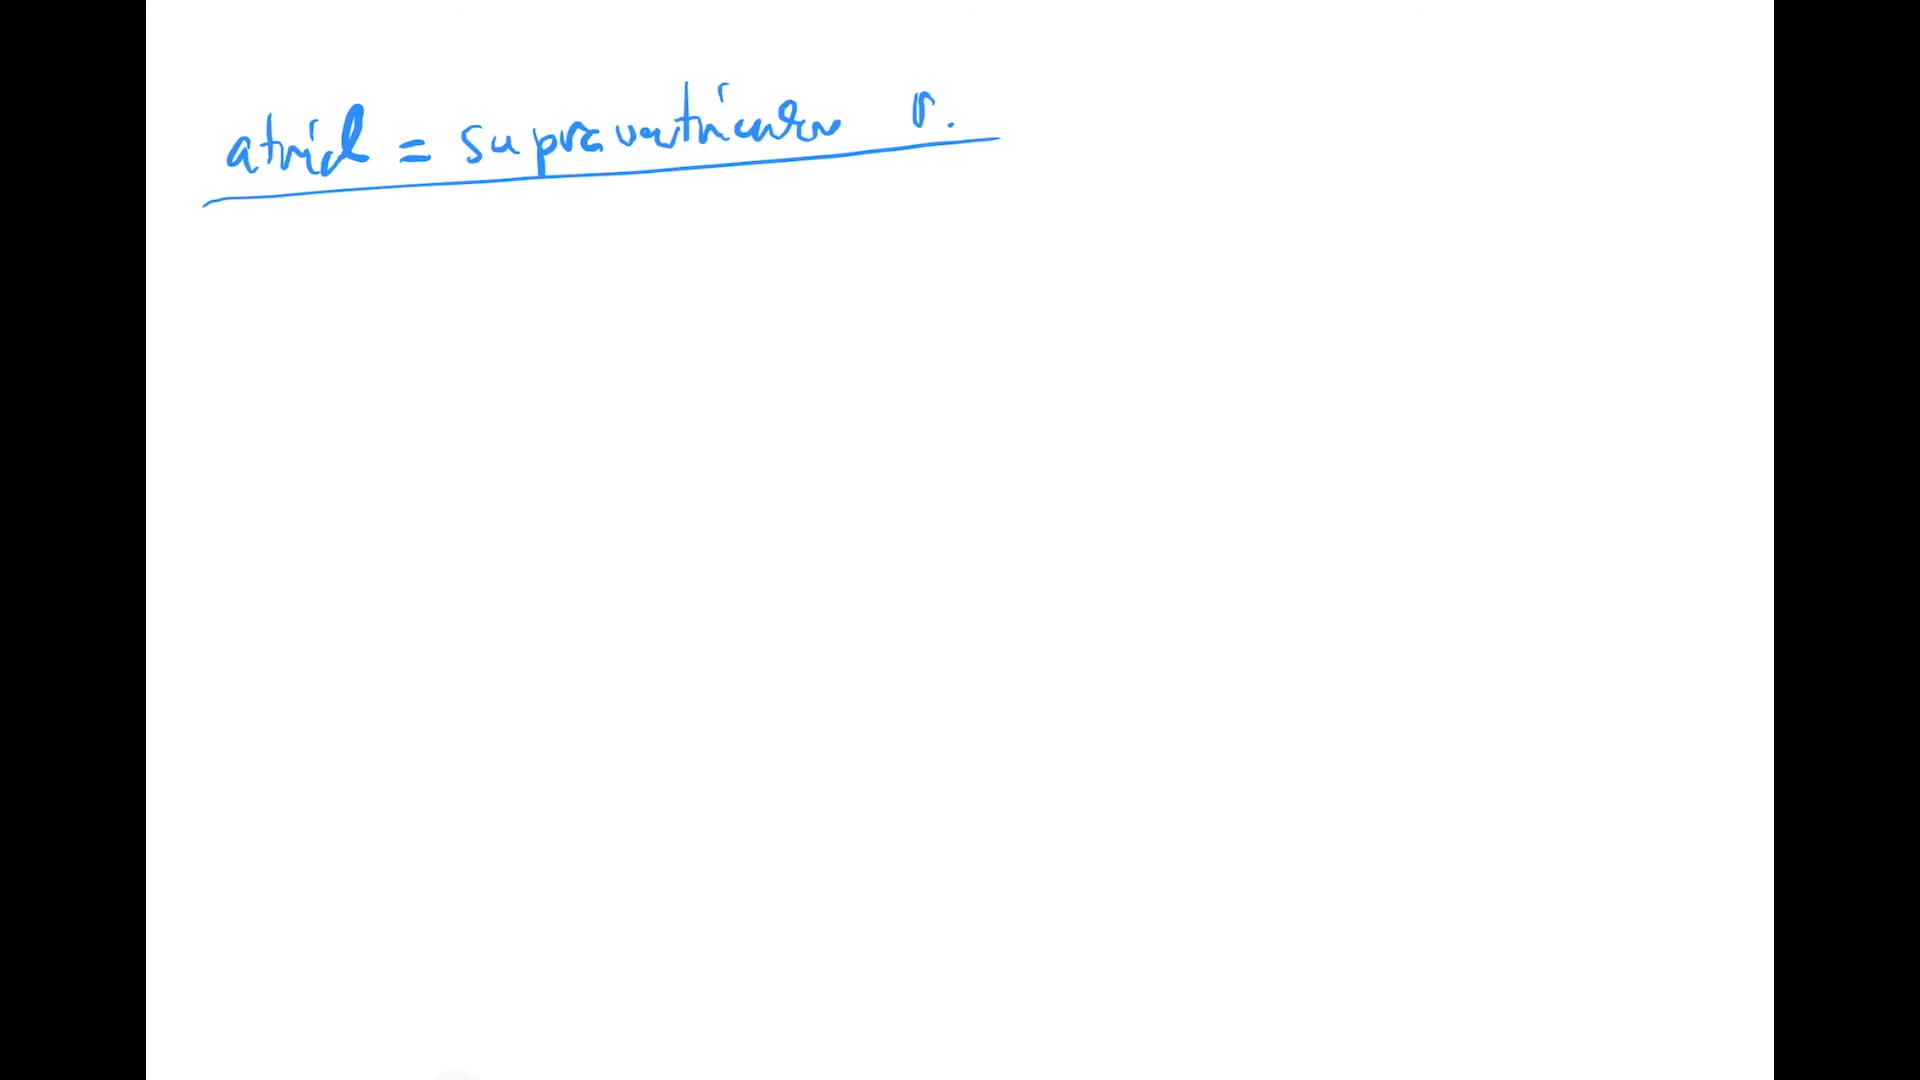 atrial = supraventricular r.